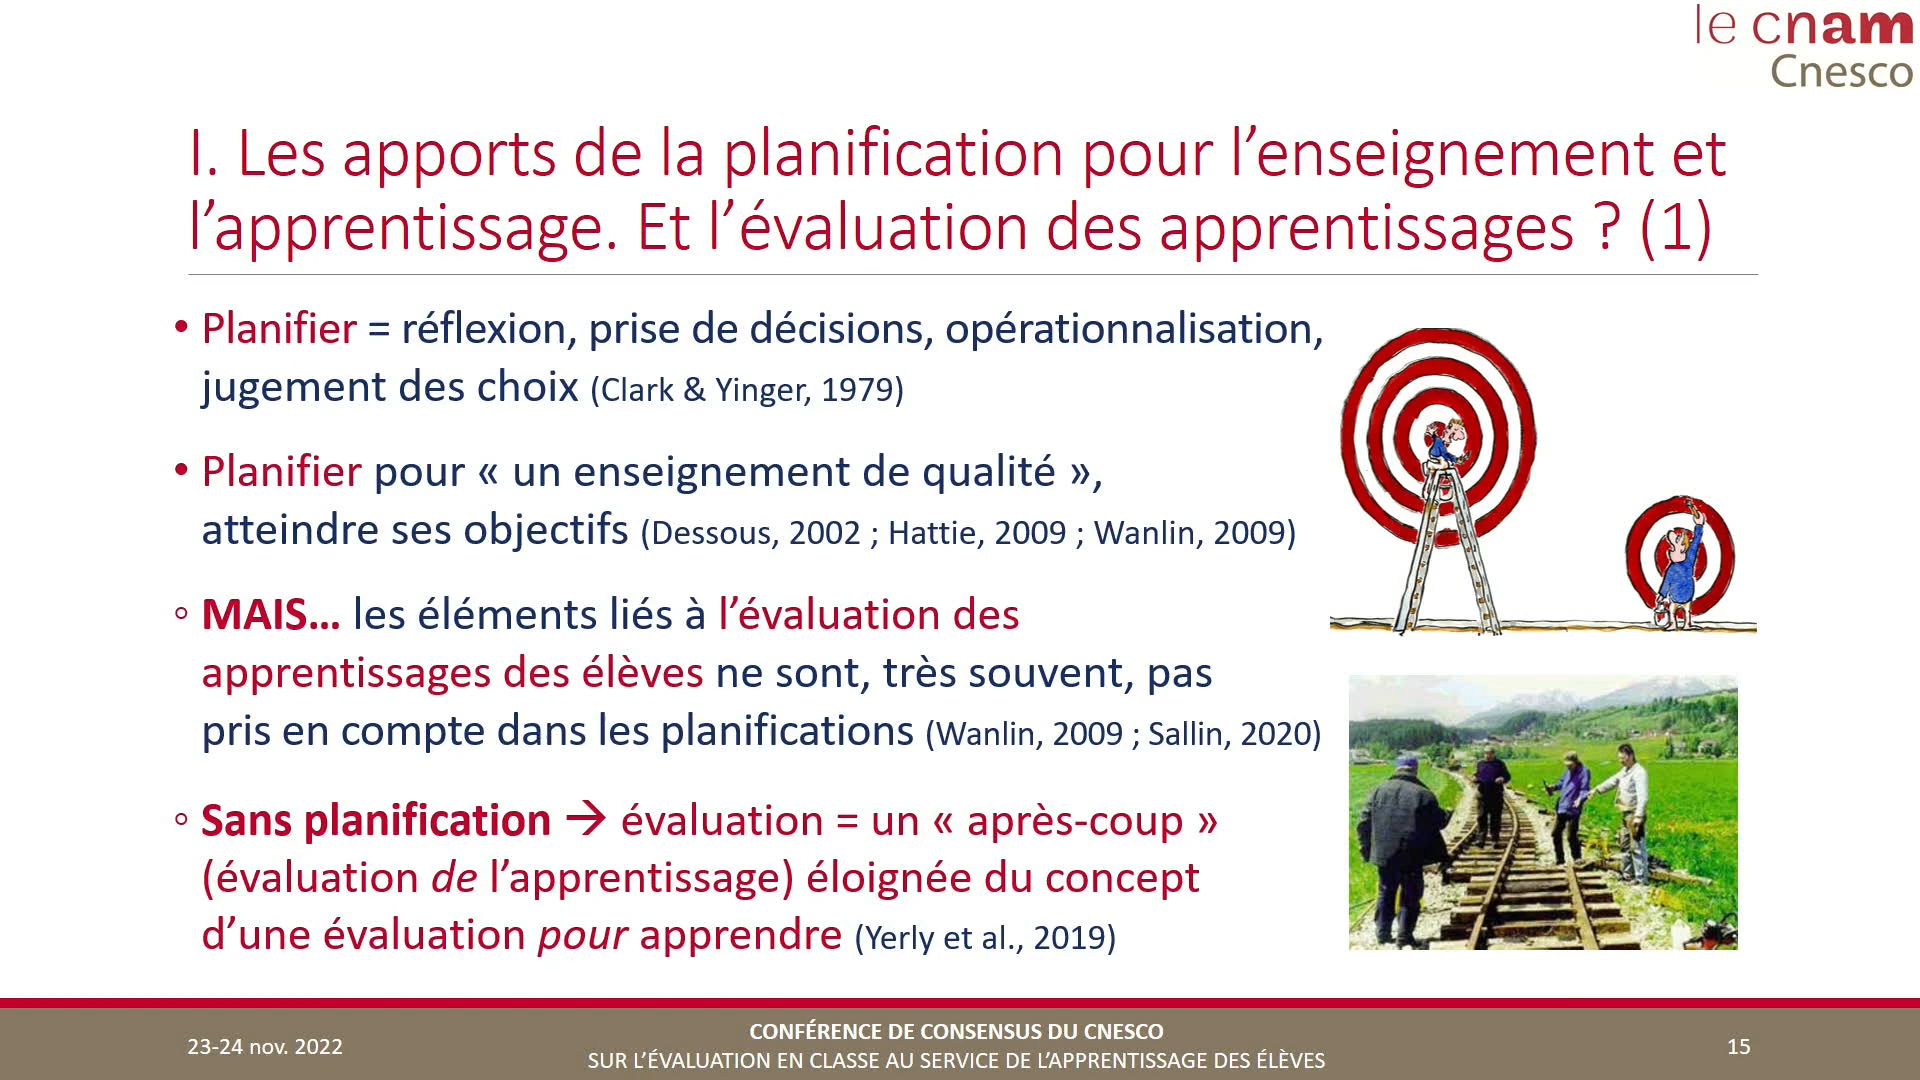 le cnam
Cnesco
I. Les apports de la planification pour l’enseignement et
l’apprentissage. Et l’évaluation des apprentissages ? (1)
• Planifier = réflexion, prise de décisions, opérationnalisation,
jugement des choix (Clark & Yinger, 1979)
• Planifier pour « un enseignement de qualité »,
atteindre ses objectifs (Dessous, 2002 ; Hattie, 2009 ; Wanlin, 2009)
◦ MAIS... les éléments liés à l’évaluation des
apprentissages des élèves ne sont, très souvent, pas
pris en compte dans les planifications (Wanlin, 2009 ; Sallin, 2020)
◦ Sans planification → évaluation = un « après-coup »
(évaluation de l’apprentissage) éloignée du concept
d’une évaluation pour apprendre (Yerly et al., 2019)
23-24 nov. 2022
CONFÉRENCE DE CONSENSUS DU CNESCO
SUR L’ÉVALUATION EN CLASSE AU SERVICE DE L’APPRENTISSAGE DES ÉLÈVES
15